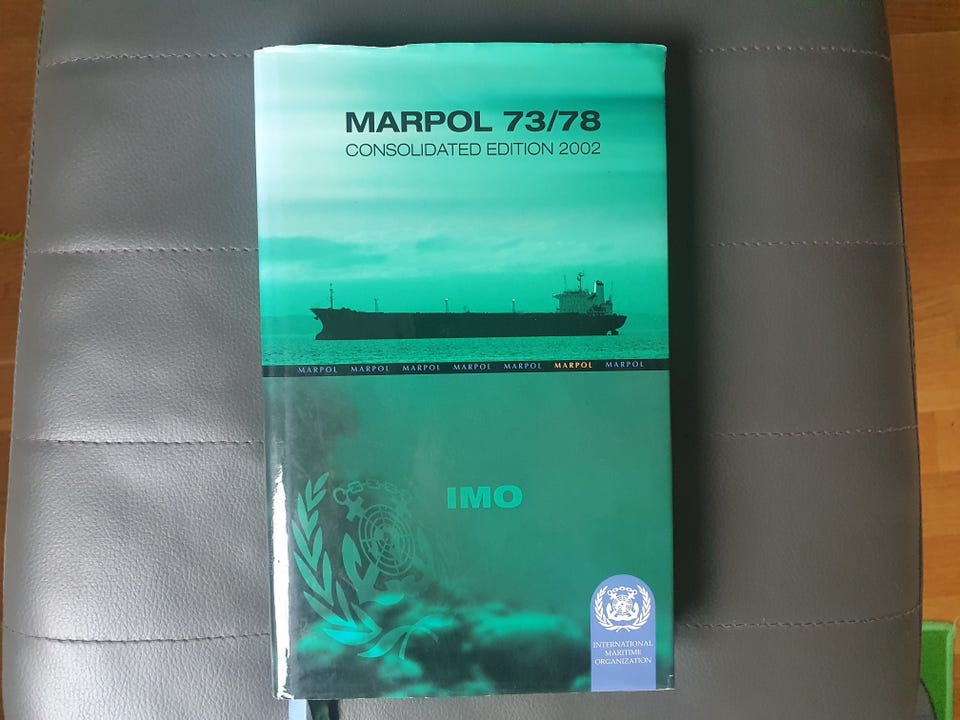 MARPOL 73/78
CONSOLIDATED EDITION 2002
MARPOL MARPOL MARPOL MARPOL MARPOL MARPOL MARPOL
IMO
INTERNATIONAL
MARITIME
ORGANIZATION